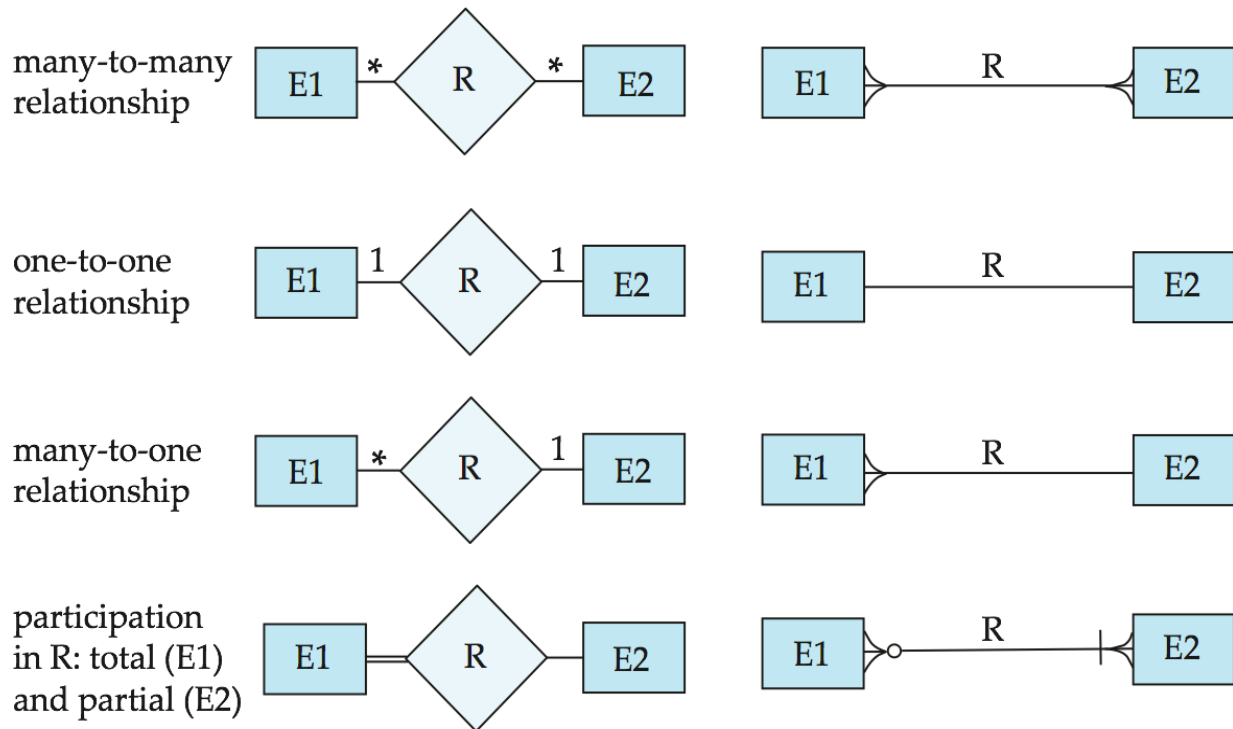 many-to-many
relationship
E1 * R * E2
E1 R E2
one-to-one
relationship
E1 1 R 1 E2
E1 R E2
many-to-one
relationship
E1 * R 1 E2
E1 R E2
participation
in R: total (E1)
and partial (E2)
E1 R E2
E1 R E2